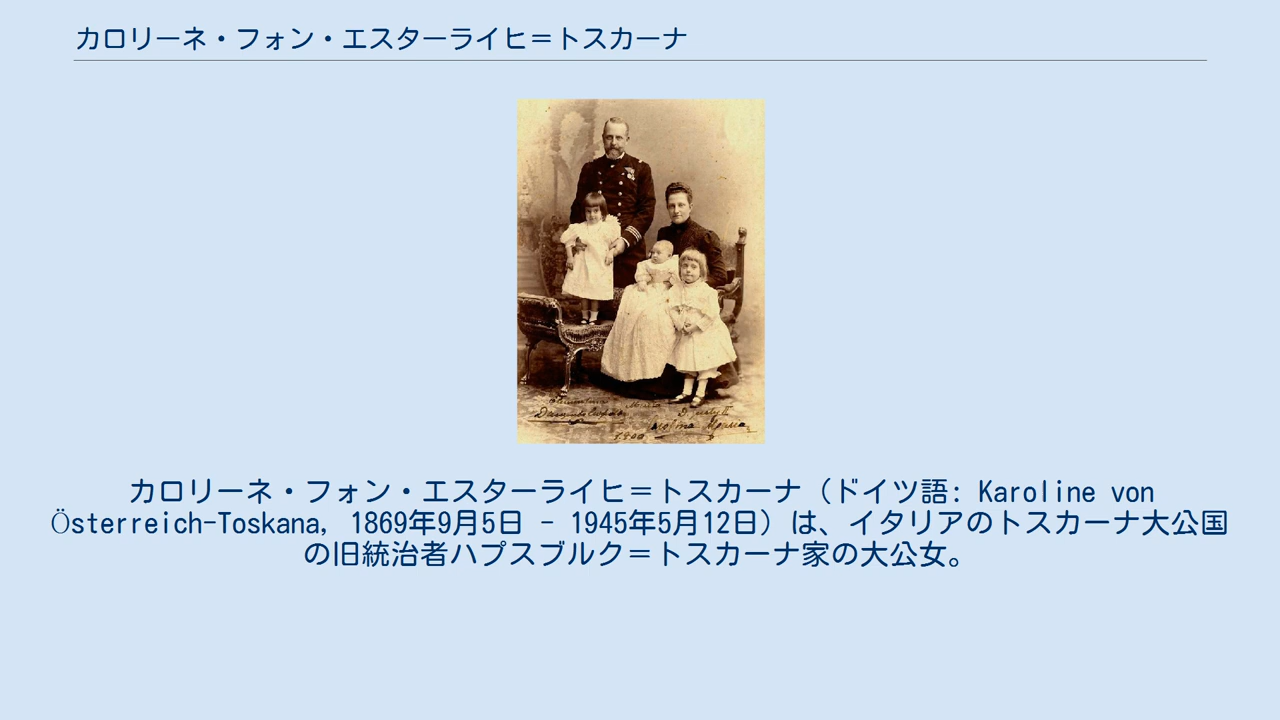 カロリーネ・フォン・エスターライヒ＝トスカーナ
1900
カロリーネ・フォン・エスターライヒ＝トスカーナ（ドイツ語: Karoline von
Österreich-Toskana, 1869年9月5日 - 1945年5月12日）は、イタリアのトスカーナ大公国
の旧統治者ハプスブルク＝トスカーナ家の大公女。